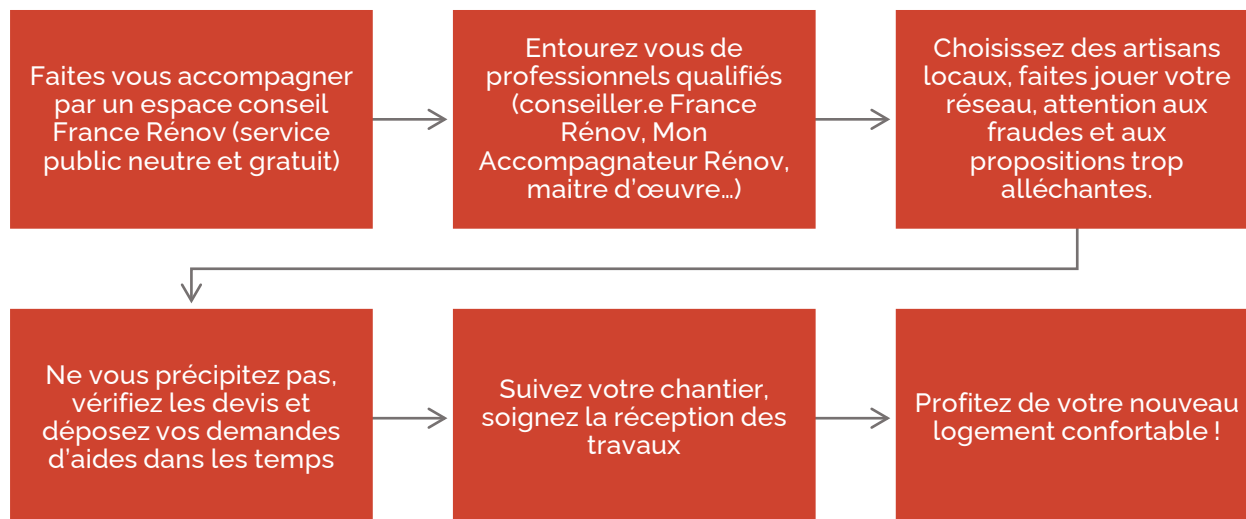 Faites vous accompagner
par un espace conseil
France Rénov (service
public neutre et gratuit)
Entourez vous de
professionnels qualifiés
(conseiller.e France
Rénov, Mon
Accompagnateur Rénov,
maitre d'œuvre…)
Choisissez des artisans
locaux, faites jouer votre
réseau, attention aux
fraudes et aux
propositions trop
alléchantes.
Ne vous précipitez pas,
vérifiez les devis et
déposez vos demandes
d'aides dans les temps
Suivez votre chantier,
soignez la réception des
travaux
Profitez de votre nouveau
logement confortable !